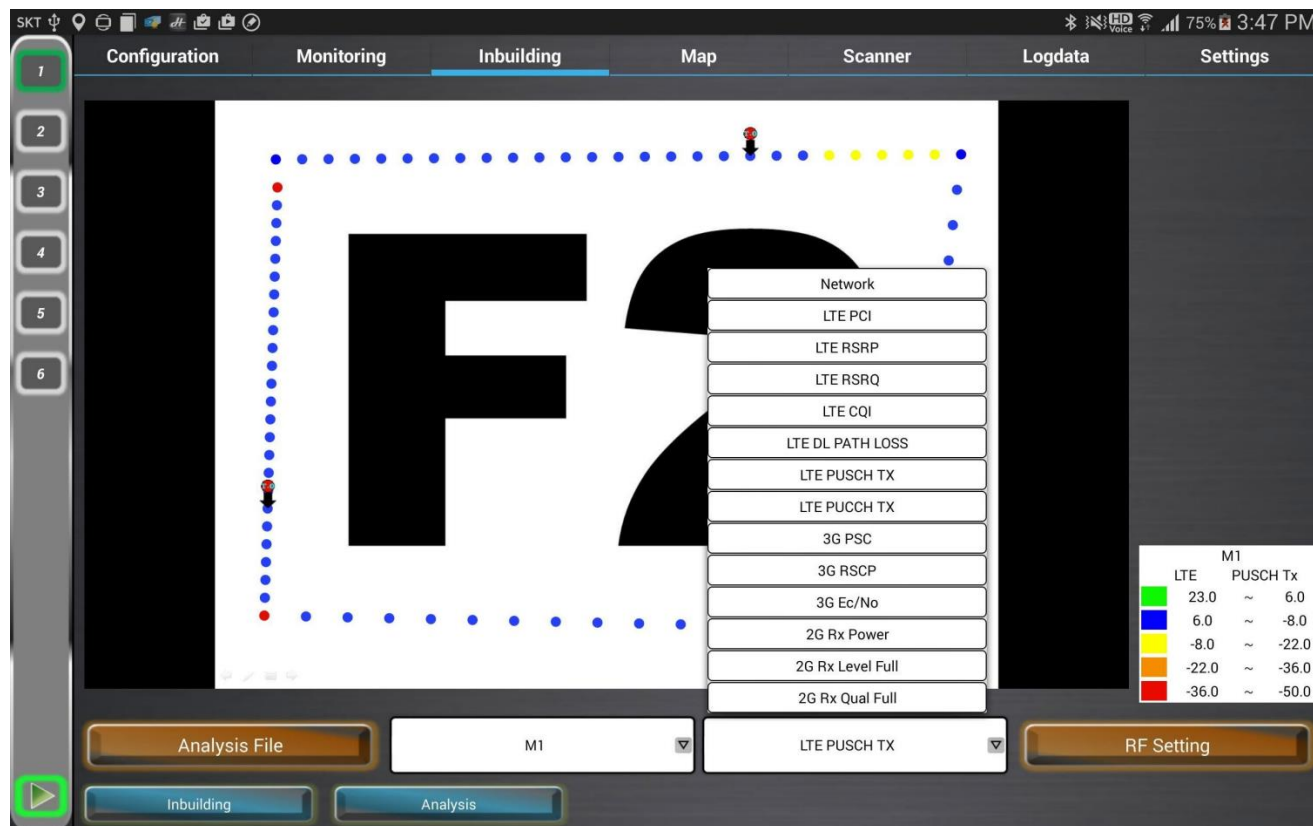 SKT HD Voice 75% 3:47 PM
Configuration Monitoring Inbuilding Map Scanner Logdata Settings
1
2
3
4
5
6
F2
Network
LTE PCI
LTE RSRP
LTE RSRQ
LTE CQI
LTE DL PATH LOSS
LTE PUSCH TX
LTE PUCCH TX
3G PSC
3G RSCP
3G Ec/No
2G Rx Power
2G Rx Level Full
2G Rx Qual Full
M1
LTE PUSCH Tx
23.0 ~ 6.0
6.0 ~ -8.0
-8.0 ~ -22.0
-22.0 ~ -36.0
-36.0 ~ -50.0
Analysis File M1 LTE PUSCH TX RF Setting
Inbuilding Analysis